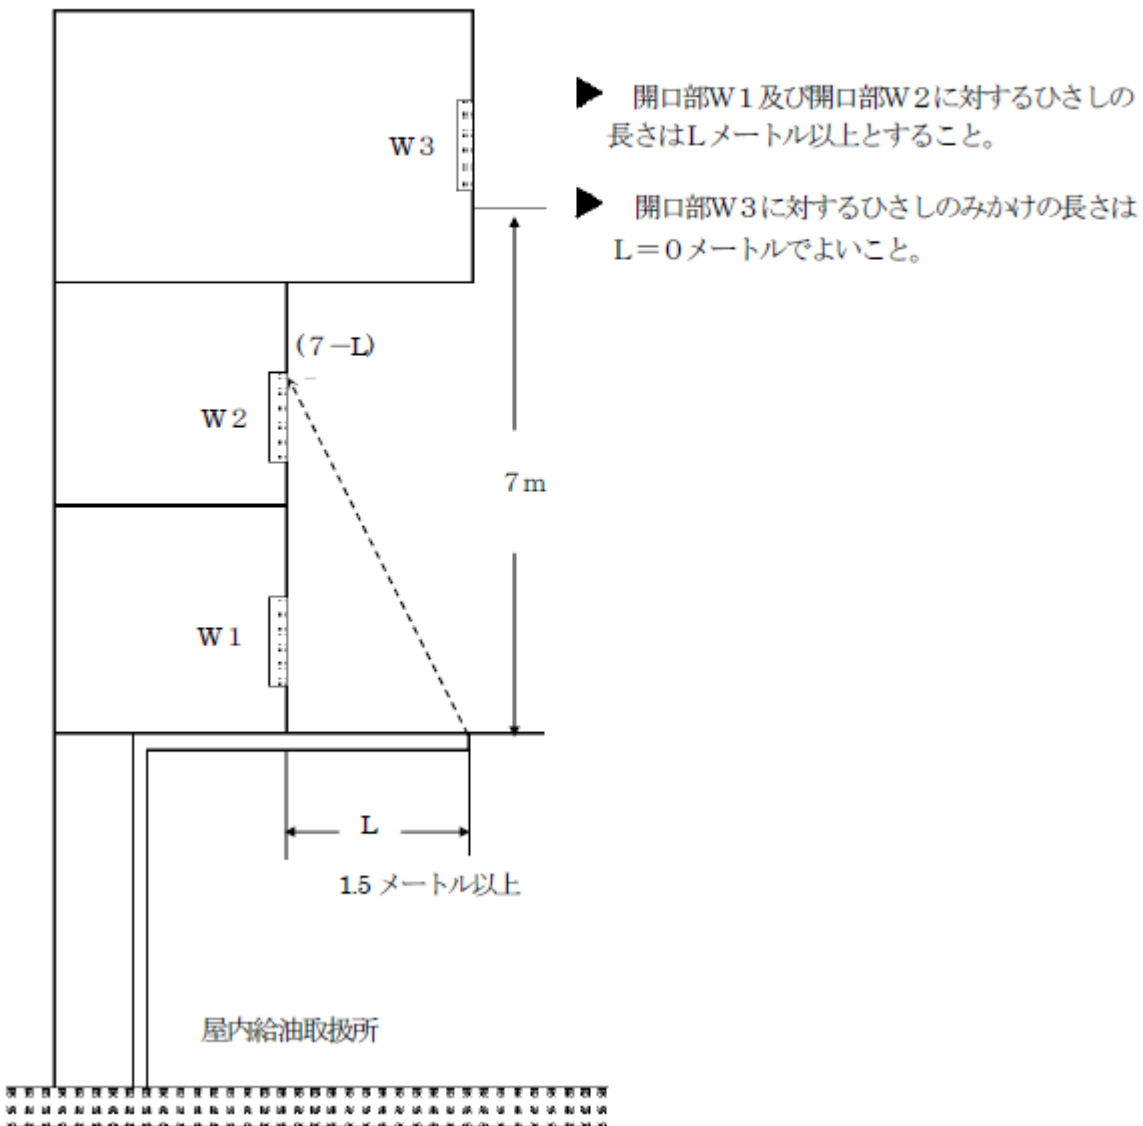 ▶ 開口部W1及び開口部W2に対するひさしの
長さはLメートル以上とすること。
▶ 開口部W3に対するひさしのみかけの長さは
L=0メートルでよいこと。
W3
(7-L)
W2
7m
W1
L
1.5メートル以上
屋内給油取扱所